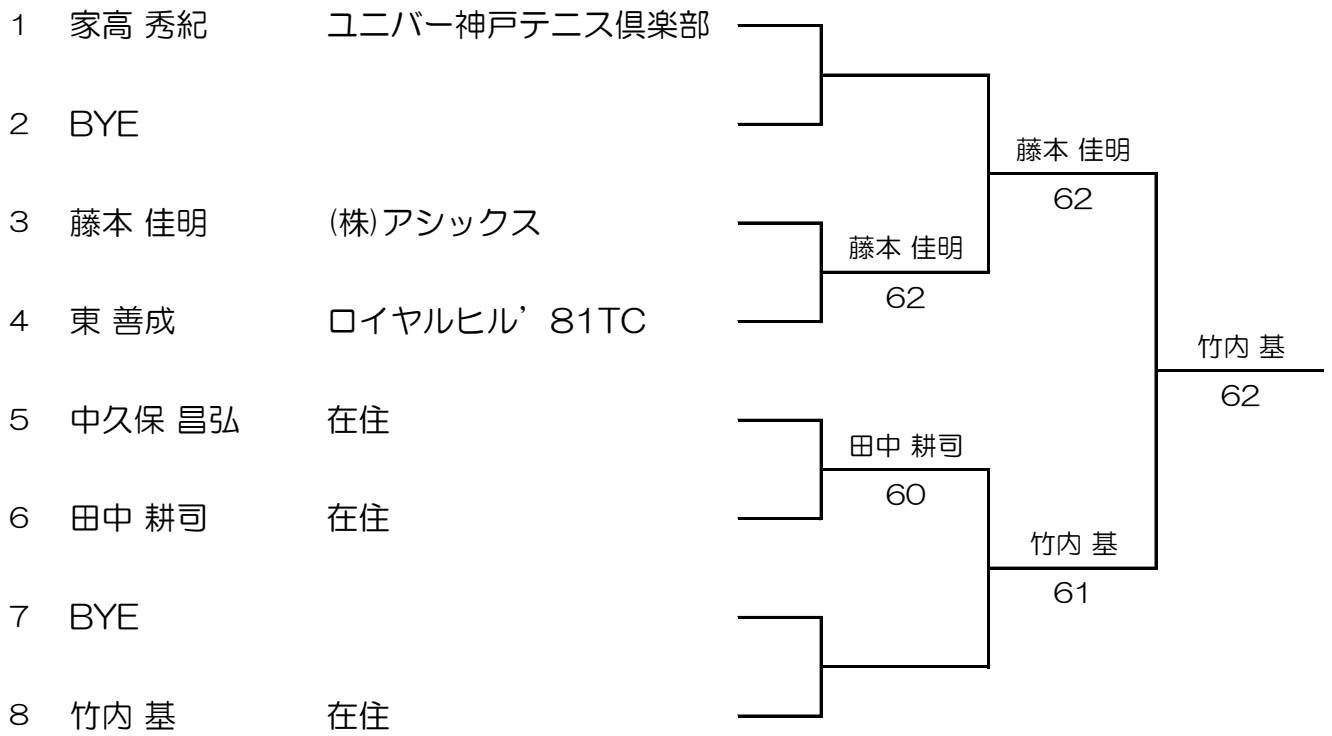 1 家高 秀紀 ユニバー神戸テニス倶楽部
2 BYE
藤本 佳明
62
3 藤本 佳明 (株)アシックス
藤本 佳明
62
4 東 善成 ロイヤルヒル’81TC
竹内 基
62
5 中久保 昌弘 在住
田中 耕司
60
6 田中 耕司 在住
竹内 基
61
7 BYE
8 竹内 基 在住